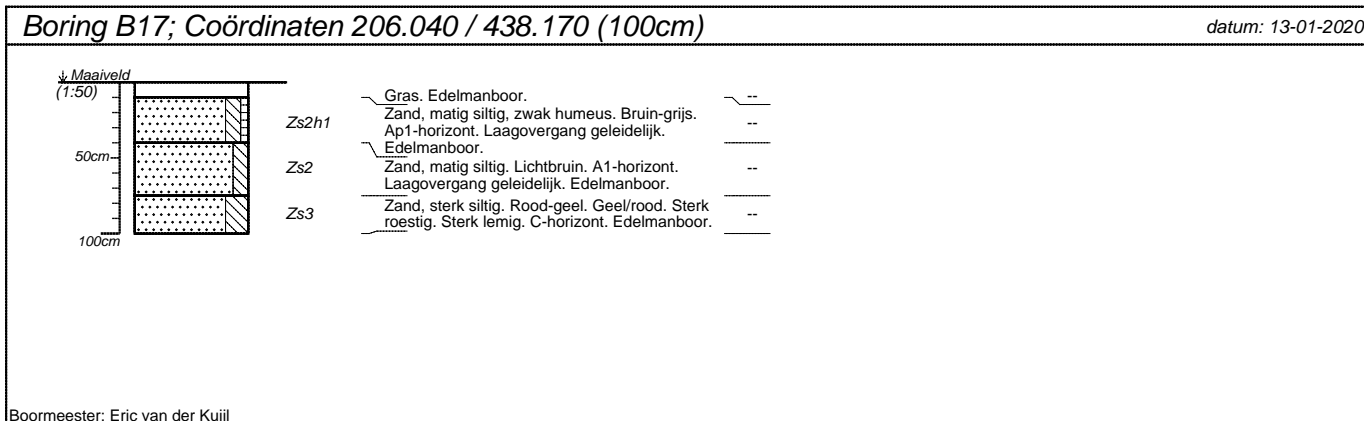 Boring B17; Coördinaten 206.040 / 438.170 (100cm)
datum: 13-01-2020
Maaiveld
(1:50)
Gras. Edelmanboor.
--
Zs2h1
Zand, matig siltig, zwak humeus. Bruin-grijs.
Ap1-horizont. Laagovergang geleidelijk.
Edelmanboor.
--
50cm
Zs2
Zand, matig siltig. Lichtbruin. A1-horizont.
Laagovergang geleidelijk. Edelmanboor.
--
Zs3
Zand, sterk siltig. Rood-geel. Geel/rood. Sterk
roestig. Sterk lemig. C-horizont. Edelmanboor.
--
100cm
Boormeester: Eric van der Kuijl